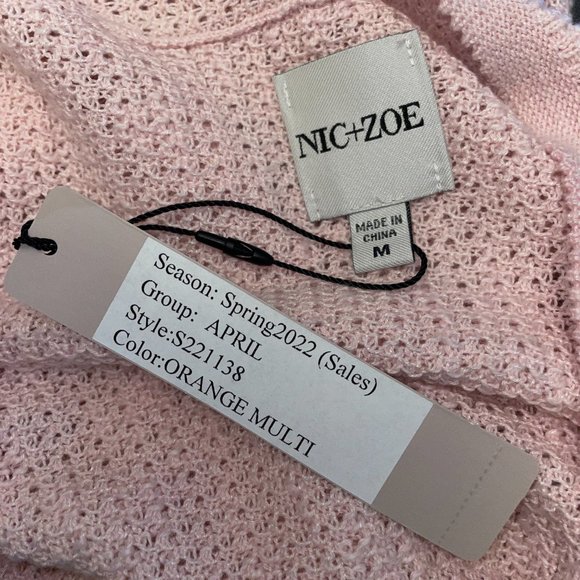 NIC+ZOE
MADE IN
CHINA
M
Season: Spring2022 (Sales)
Group: APRIL
Style:S221138
Color:ORANGE MULTI